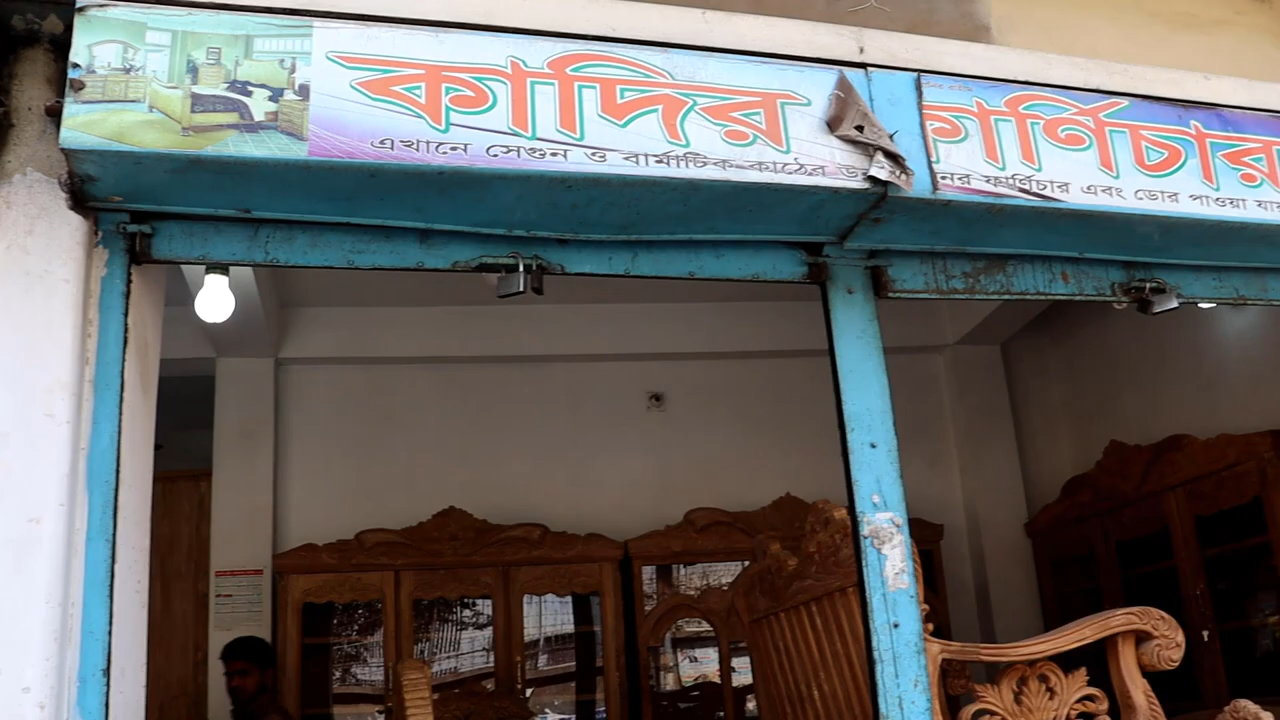 কাদির ফার্ণিচার
এখানে সেগুন ও বার্মাটিক কাঠের ফার্ণিচার এবং ডোর পাওয়া